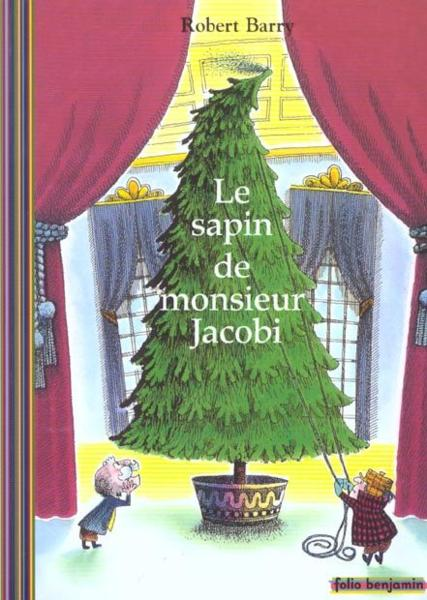 Robert Barry
Le
sapin
de
monsieur
Jacobi
folio benjamin